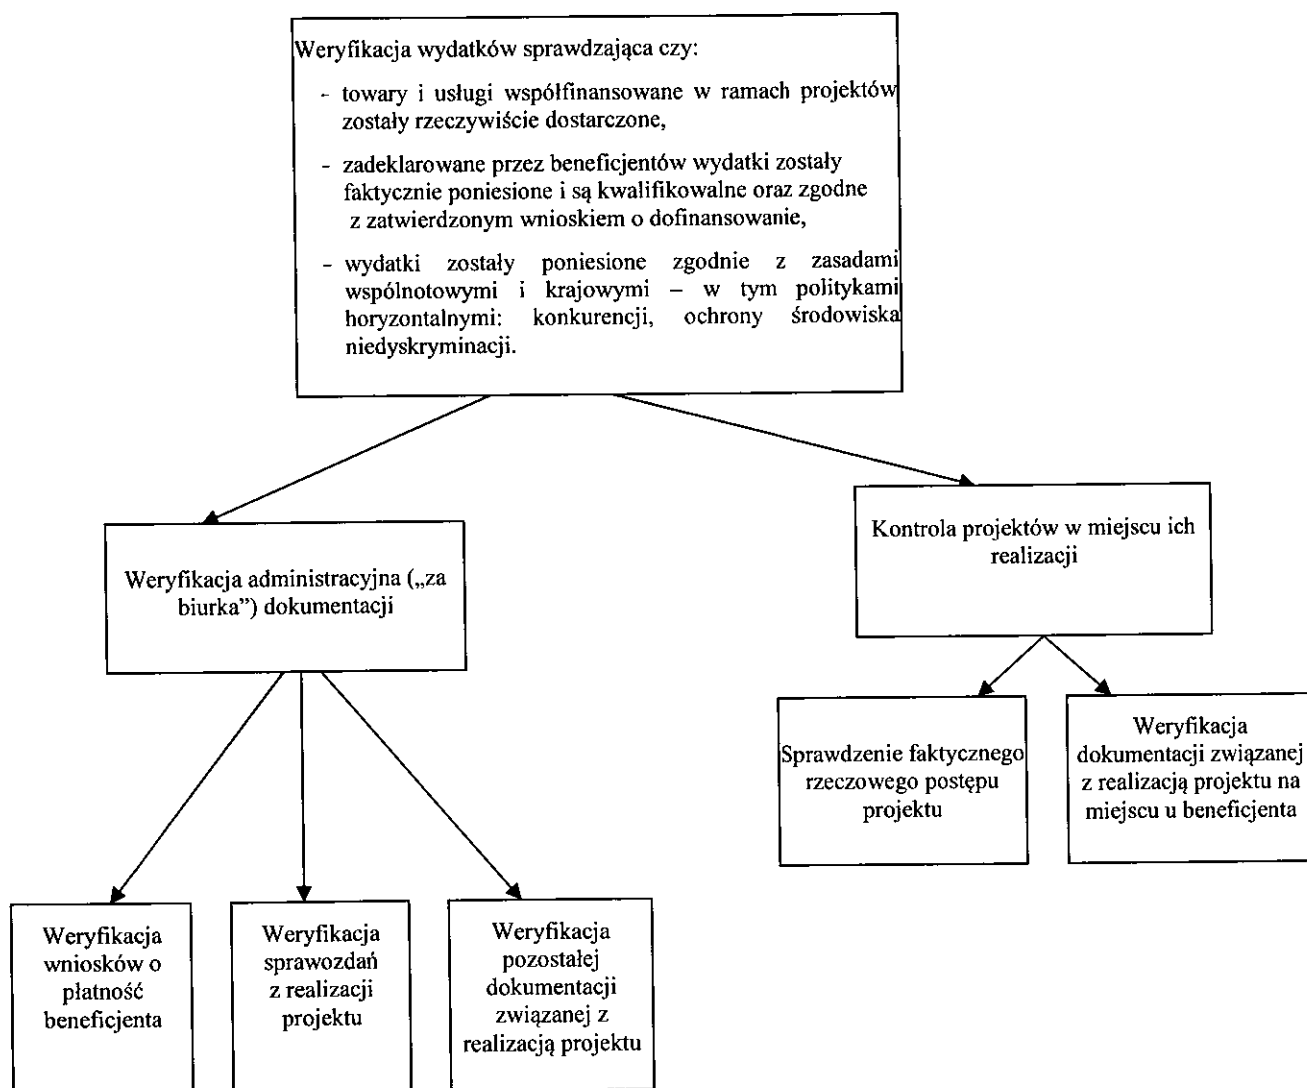 Weryfikacja wydatków sprawdzająca czy:
- towary i usługi współfinansowane w ramach projektów
zostały rzeczywiście dostarczone,
- zadeklarowane przez beneficjentów wydatki zostały
faktycznie poniesione i są kwalifikowalne oraz zgodne
z zatwierdzonym wnioskiem o dofinansowanie,
- wydatki zostały poniesione zgodnie z zasadami
wspólnotowymi i krajowymi – w tym politykami
horyzontalnymi: konkurencji, ochrony środowiska
niedyskryminacji.
Weryfikacja administracyjna („za
biurka”) dokumentacji
Kontrola projektów w miejscu ich
realizacji
Sprawdzenie faktycznego
rzeczowego postępu
projektu
Weryfikacja
dokumentacji związanej
z realizacją projektu na
miejscu u beneficjenta
Weryfikacja
wniosków o
płatność
beneficjenta
Weryfikacja
sprawozdań
z realizacji
projektu
Weryfikacja
pozostałej
dokumentacji
związanej z
realizacją projektu